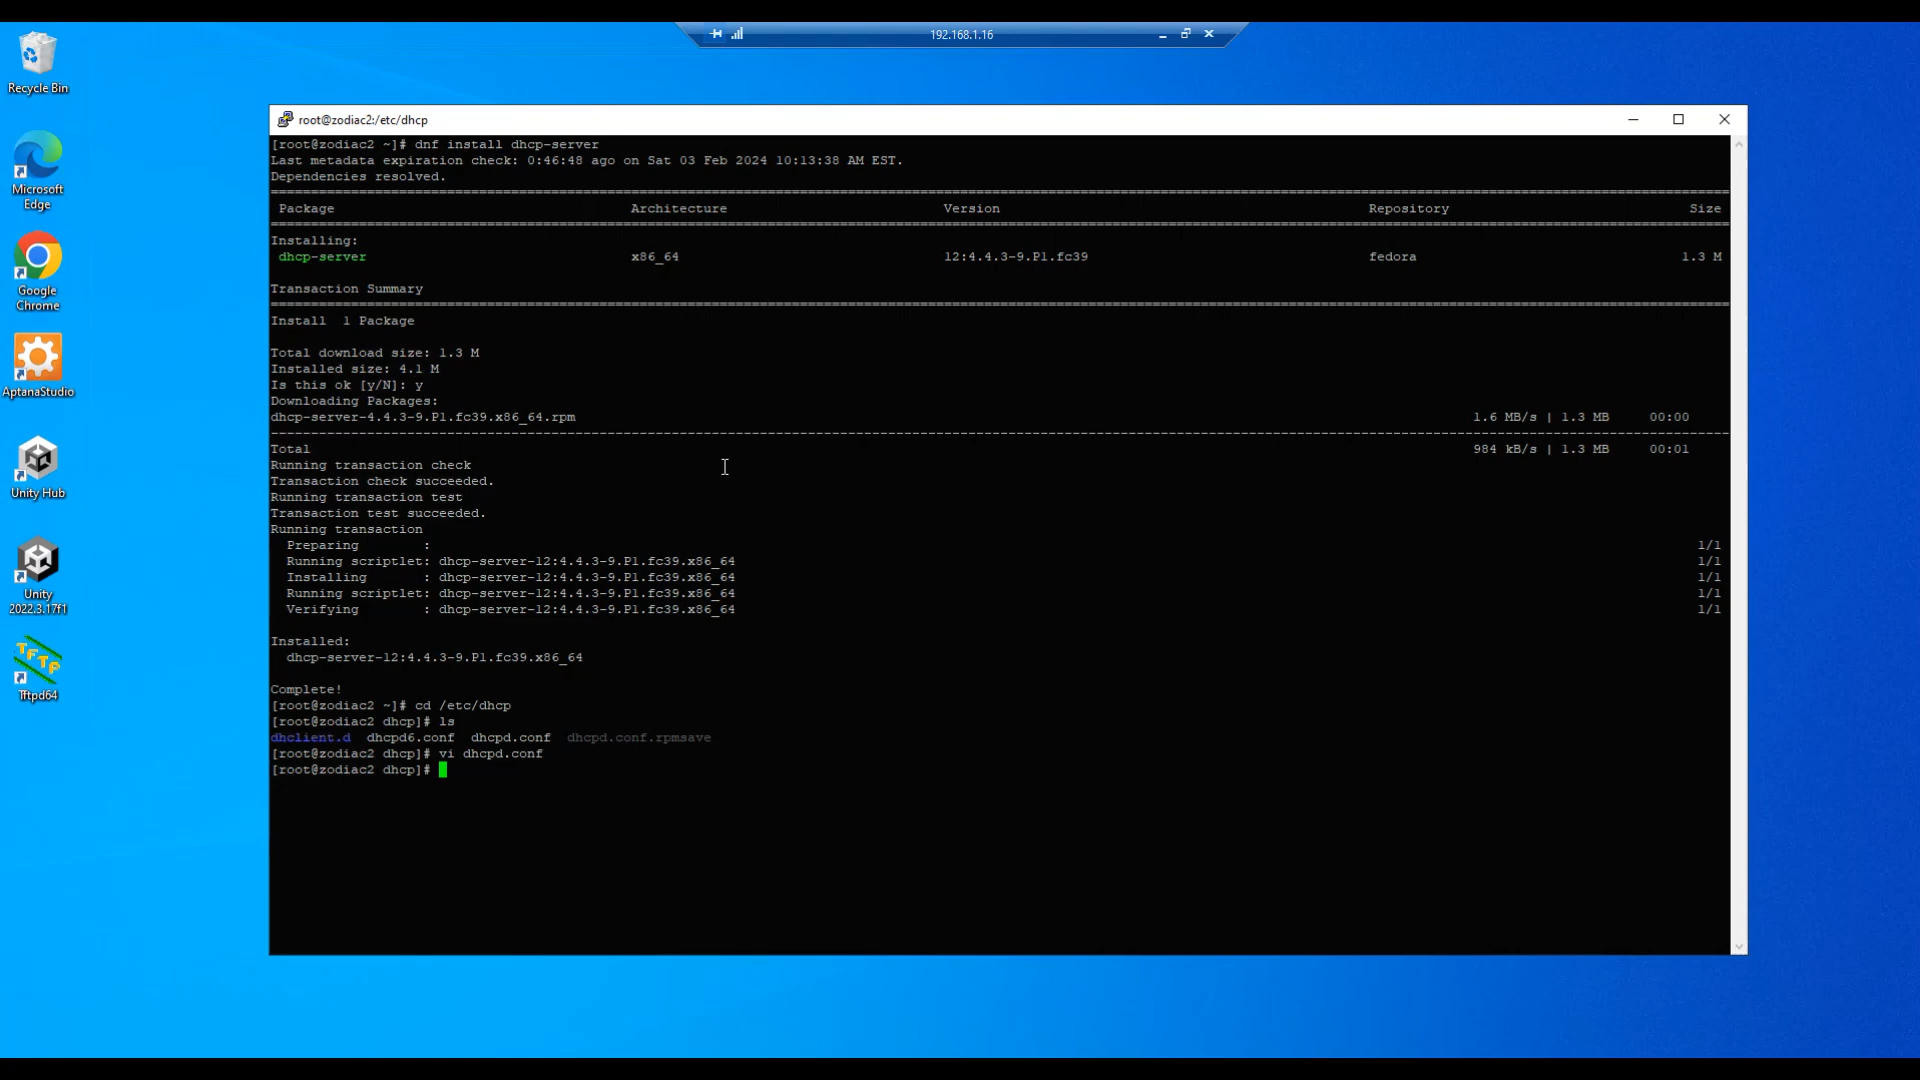 192.168.1.16
Recycle Bin
Microsoft
Edge
Google
Chrome
AptanaStudio
Unity Hub
Unity
2022.3.17f1
TFTP
Tftpd64
root@zodiac2:/etc/dhcp
[root@zodiac2 ~]# dnf install dhcp-server
Last metadata expiration check: 0:46:48 ago on Sat 03 Feb 2024 10:13:38 AM EST.
Dependencies resolved.
Package Architecture Version Repository Size
Installing:
dhcp-server x86_64 12:4.4.3-9.P1.fc39 fedora 1.3 M
Transaction Summary
Install 1 Package
Total download size: 1.3 M
Installed size: 4.1 M
Is this ok [y/N]: y
Downloading Packages:
dhcp-server-4.4.3-9.P1.fc39.x86_64.rpm 1.6 MB/s | 1.3 MB 00:00
Total 984 kB/s | 1.3 MB 00:01
Running transaction check
Transaction check succeeded.
Running transaction test
Transaction test succeeded.
Running transaction
Preparing : 1/1
Running scriptlet: dhcp-server-12:4.4.3-9.P1.fc39.x86_64 1/1
Installing : dhcp-server-12:4.4.3-9.P1.fc39.x86_64 1/1
Running scriptlet: dhcp-server-12:4.4.3-9.P1.fc39.x86_64 1/1
Verifying : dhcp-server-12:4.4.3-9.P1.fc39.x86_64 1/1
Installed:
dhcp-server-12:4.4.3-9.P1.fc39.x86_64
Complete!
[root@zodiac2 ~]# cd /etc/dhcp
[root@zodiac2 dhcp]# ls
dhclient.d dhcpd6.conf dhcpd.conf dhcpd.conf.rpmsave
[root@zodiac2 dhcp]# vi dhcpd.conf
[root@zodiac2 dhcp]#